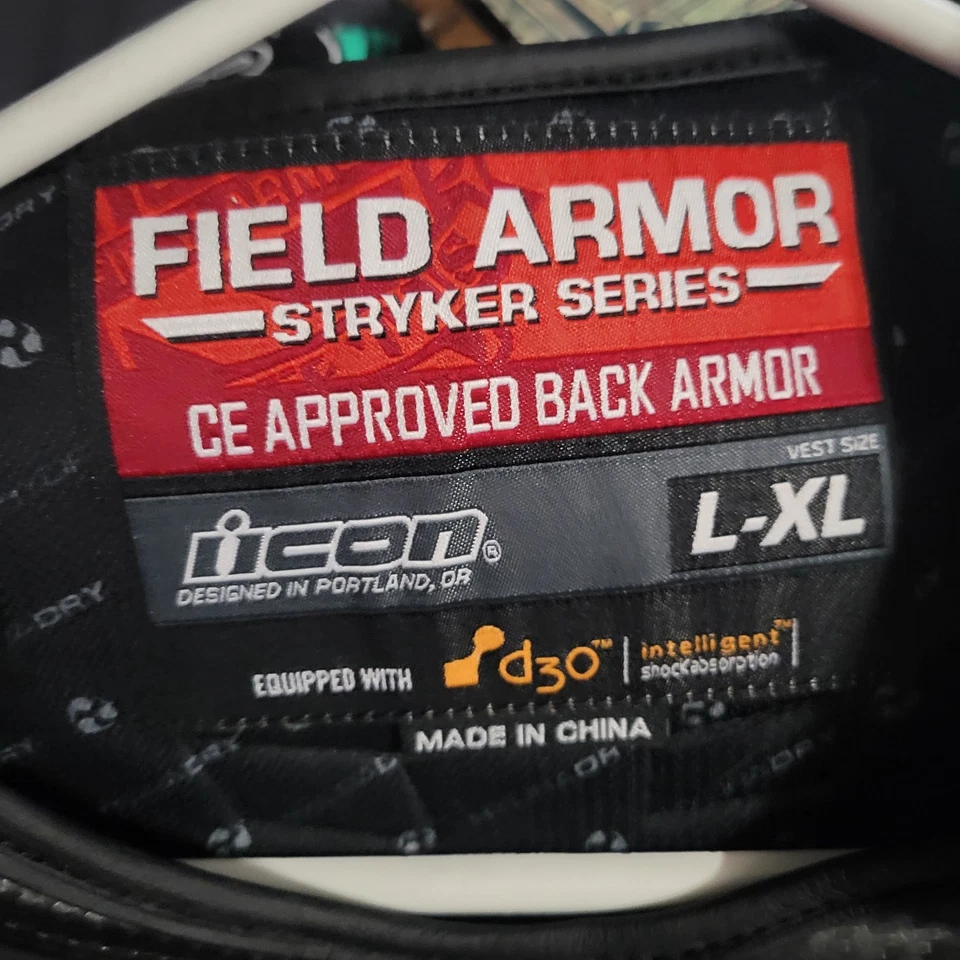 FIELD ARMOR
STRYKER SERIES
CE APPROVED BACK ARMOR
VEST SIZE
L-XL
icon®
DESIGNED IN PORTLAND, OR
EQUIPPED WITH
d3o™
intelligent™
shockabsorption
MADE IN CHINA
DRY